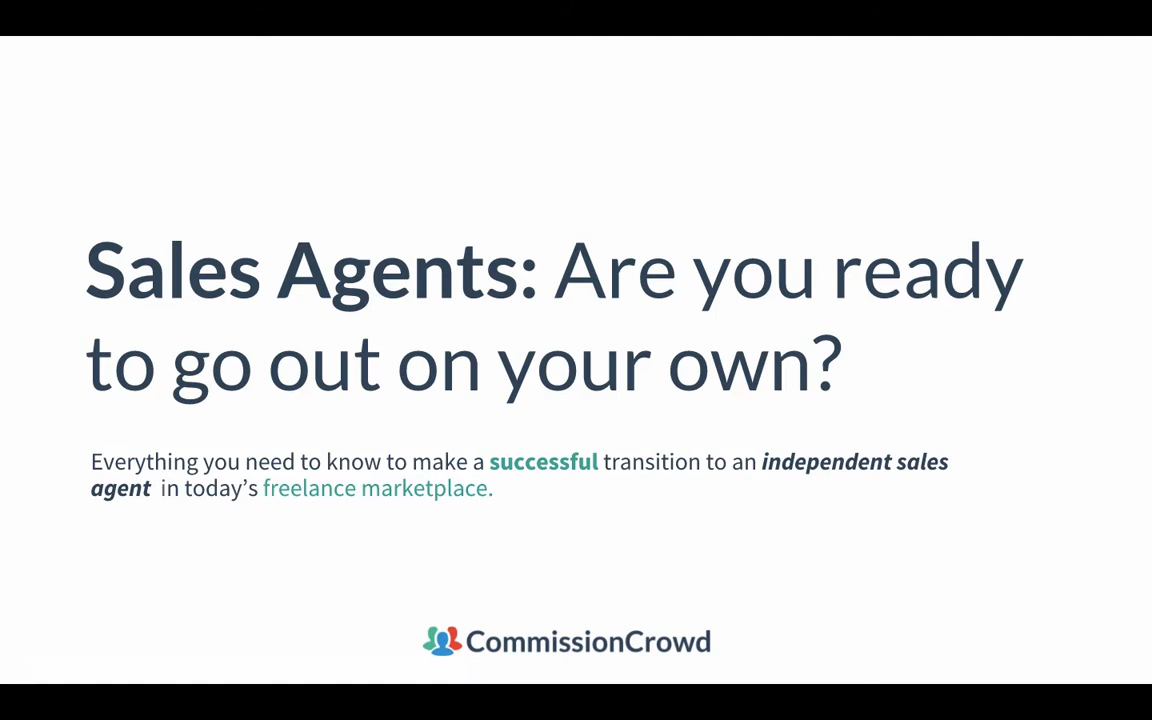 Sales Agents: Are you ready
to go out on your own?
Everything you need to know to make a successful transition to an independent sales
agent in today’s freelance marketplace.
CommissionCrowd